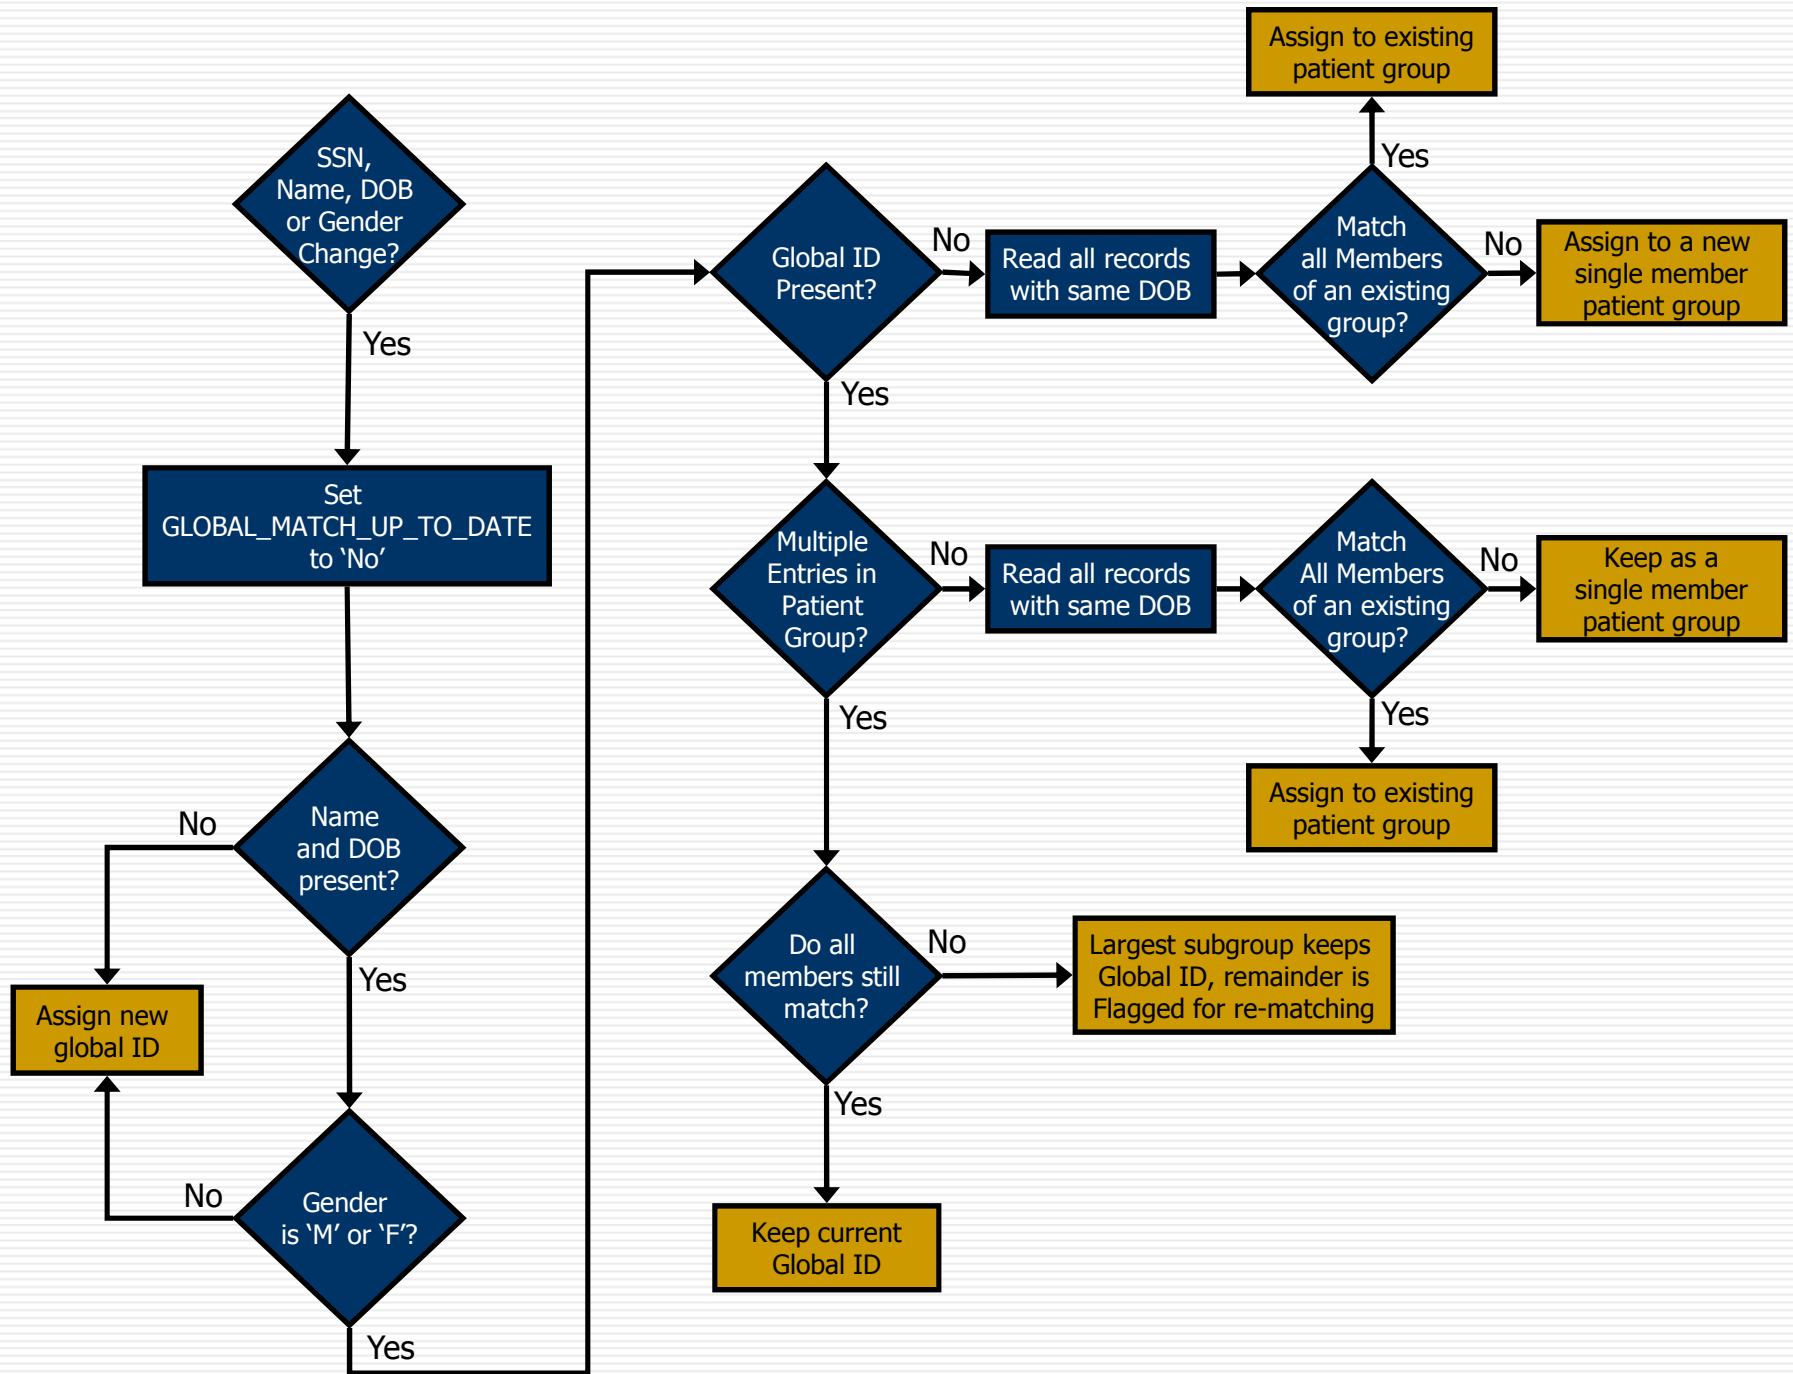 SSN,
Name, DOB
or Gender
Change?
Yes
Set
GLOBAL_MATCH_UP_TO_DATE
to ‘No’
Name
and DOB
present?
No
Yes
Assign new
global ID
Gender
is ‘M’ or ‘F’?
No
Yes
Global ID
Present?
No
Read all records
with same DOB
Match
all Members
of an existing
group?
Yes
Assign to existing
patient group
No
Assign to a new
single member
patient group
Yes
Multiple
Entries in
Patient
Group?
No
Read all records
with same DOB
Match
All Members
of an existing
group?
No
Keep as a
single member
patient group
Yes
Assign to existing
patient group
Yes
Do all
members still
match?
No
Largest subgroup keeps
Global ID, remainder is
Flagged for re-matching
Yes
Keep current
Global ID